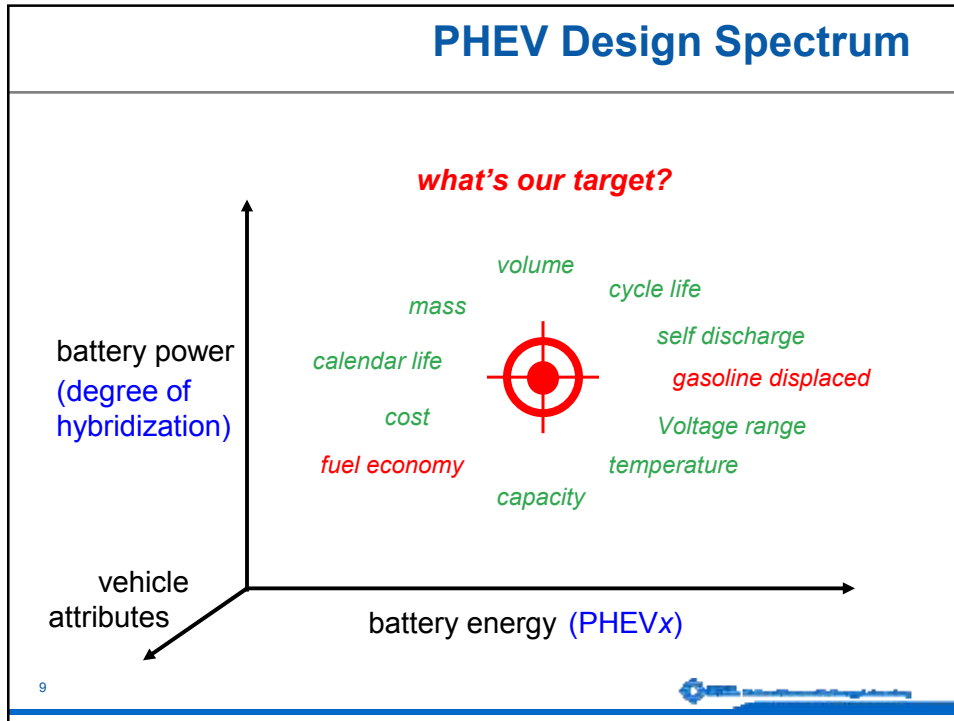 PHEV Design Spectrum
what's our target?
volume
cycle life
mass
self discharge
battery power
calendar life
gasoline displaced
(degree of
hybridization)
cost
Voltage range
fuel economy
temperature
capacity
vehicle
attributes
battery energy (PHEVx)
9